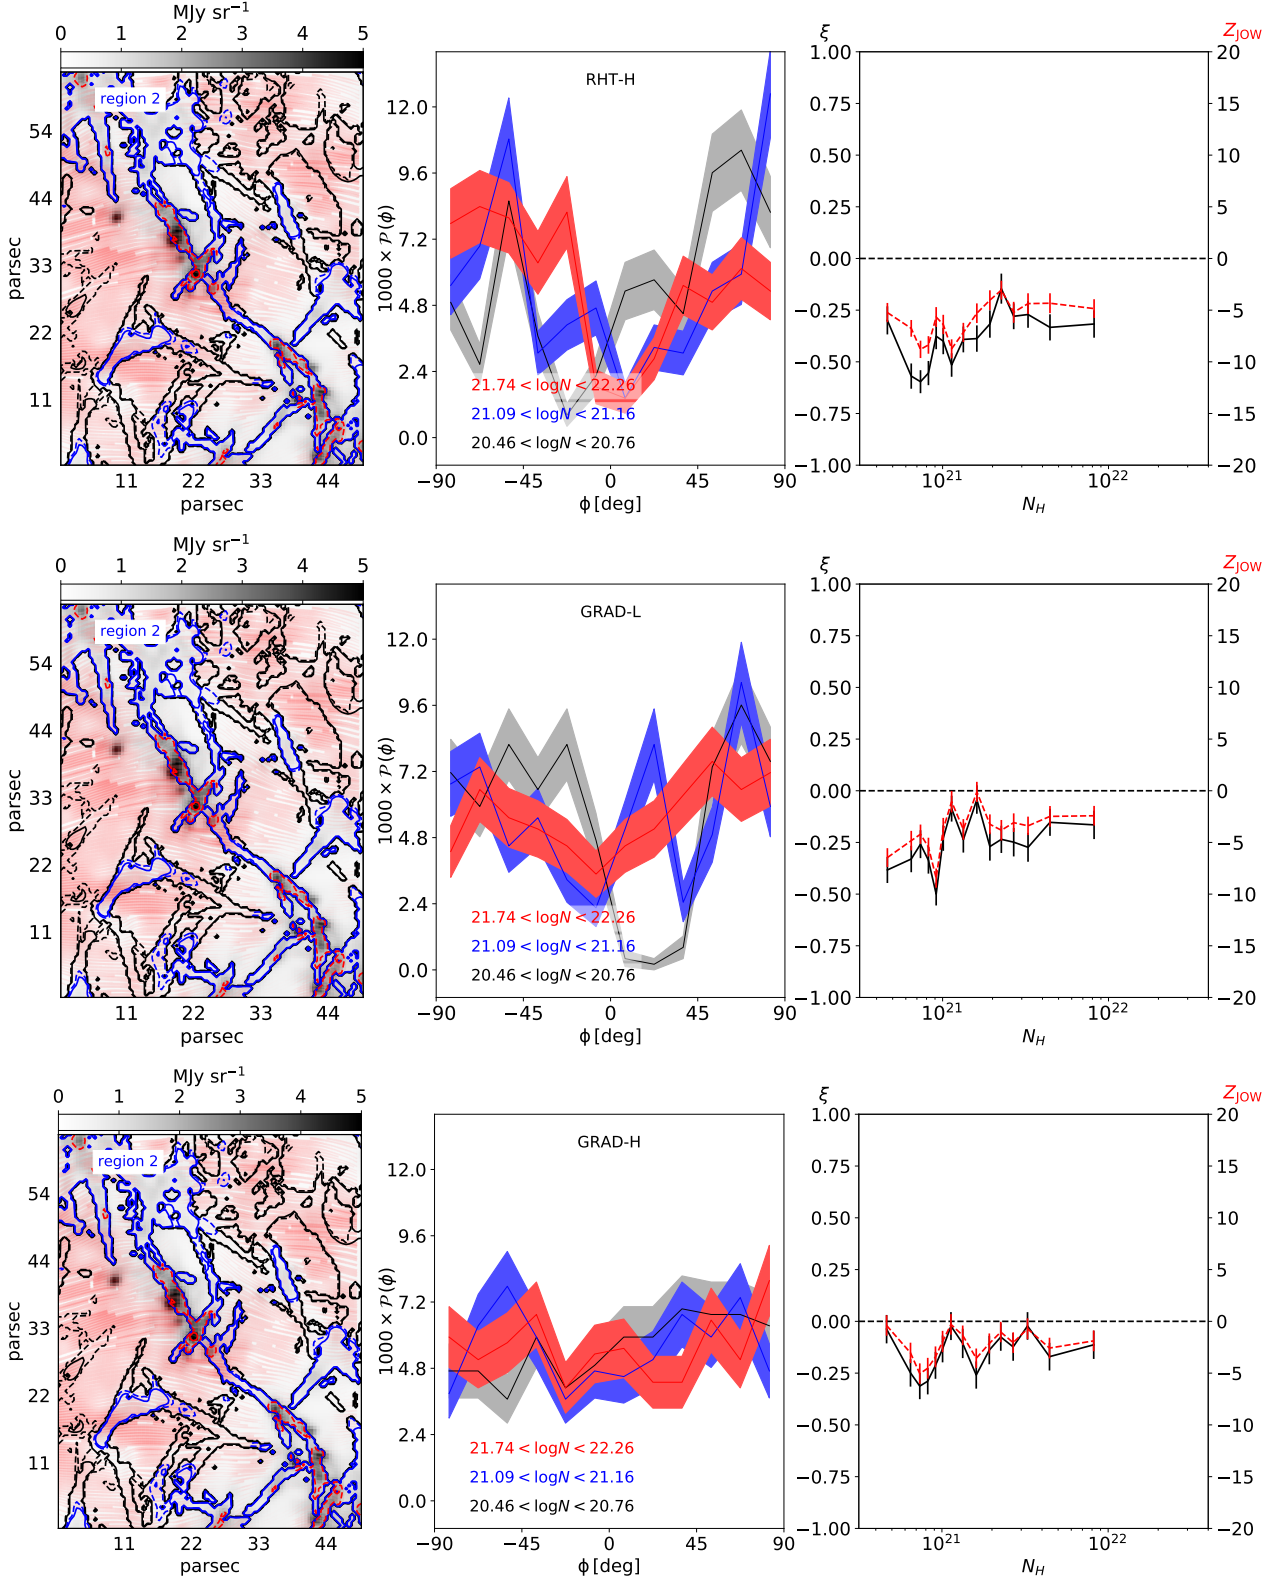 MJy sr⁻¹
0 1 2 3 4 5
region 2
54
44
33
22
11
parsec
11 22 33 44
parsec
RHT-H
12.0
9.6
7.2
4.8
2.4
0.0
1000 × P(ϕ)
21.74 < logN < 22.26
21.09 < logN < 21.16
20.46 < logN < 20.76
−90 −45 0 45 90
ϕ [deg]
ξ
1.00
0.75
0.50
0.25
0.00
−0.25
−0.50
−0.75
−1.00
Z_JOW
20
15
10
5
0
−5
−10
−15
−20
10²¹ 10²²
N_H
MJy sr⁻¹
0 1 2 3 4 5
region 2
54
44
33
22
11
parsec
11 22 33 44
parsec
GRAD-L
12.0
9.6
7.2
4.8
2.4
0.0
1000 × P(ϕ)
21.74 < logN < 22.26
21.09 < logN < 21.16
20.46 < logN < 20.76
−90 −45 0 45 90
ϕ [deg]
ξ
1.00
0.75
0.50
0.25
0.00
−0.25
−0.50
−0.75
−1.00
Z_JOW
20
15
10
5
0
−5
−10
−15
−20
10²¹ 10²²
N_H
MJy sr⁻¹
0 1 2 3 4 5
region 2
54
44
33
22
11
parsec
11 22 33 44
parsec
GRAD-H
12.0
9.6
7.2
4.8
2.4
0.0
1000 × P(ϕ)
21.74 < logN < 22.26
21.09 < logN < 21.16
20.46 < logN < 20.76
−90 −45 0 45 90
ϕ [deg]
ξ
1.00
0.75
0.50
0.25
0.00
−0.25
−0.50
−0.75
−1.00
Z_JOW
20
15
10
5
0
−5
−10
−15
−20
10²¹ 10²²
N_H